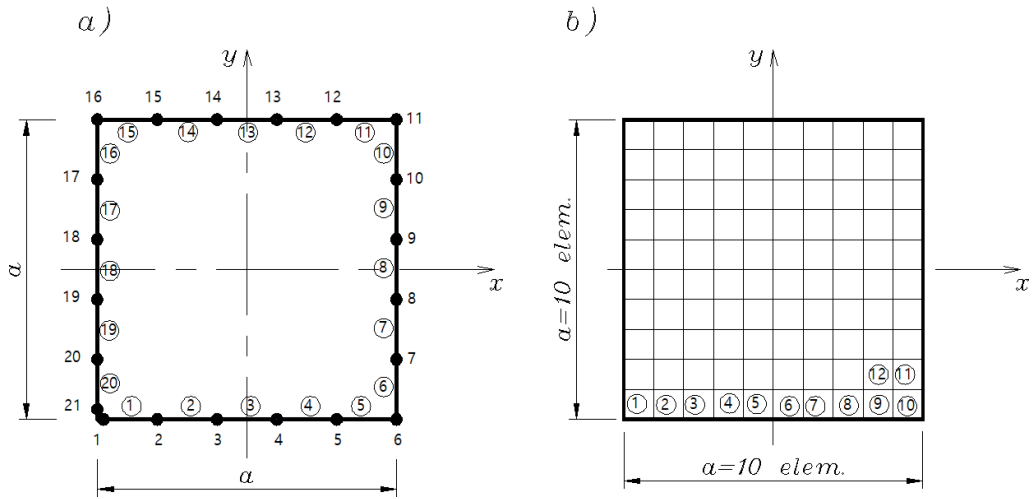 a)
y
16 15 14 13 12 11
15 14 13 12 11
16 10
17 10
17 9
18 9
18 8
x
19 8
19 7
20 7
20 6
21
1 2 3 4 5
1 2 3 4 5 6
a
a
b)
y
x
a=10 elem.
12 11
1 2 3 4 5 6 7 8 9 10
a=10 elem.